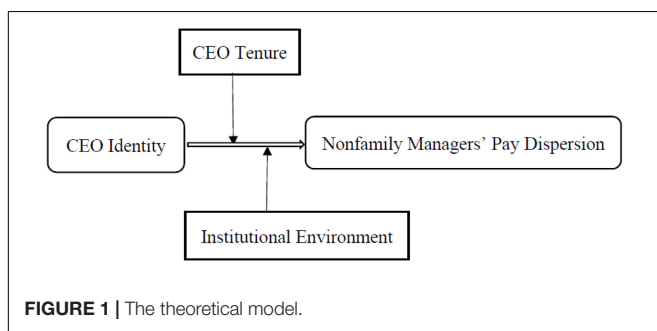 CEO Tenure
CEO Identity
Nonfamily Managers' Pay Dispersion
Institutional Environment
FIGURE 1 | The theoretical model.